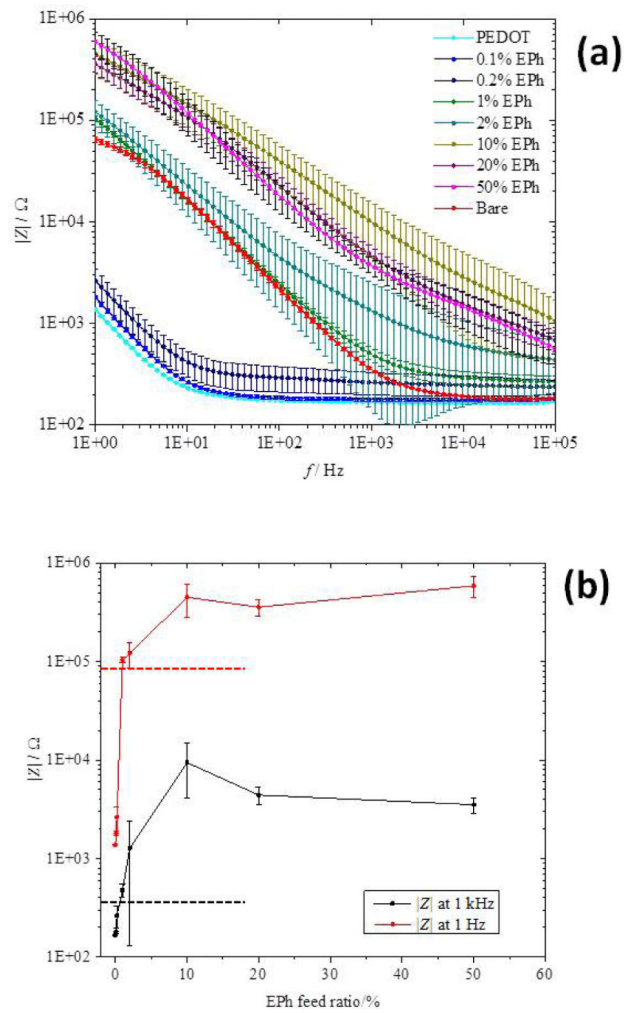 (a)
1E+06
1E+05
1E+04
1E+03
1E+02
|Z| / Ω
PEDOT
0.1% EPh
0.2% EPh
1% EPh
2% EPh
10% EPh
20% EPh
50% EPh
Bare
1E+00 1E+01 1E+02 1E+03 1E+04 1E+05
f / Hz
(b)
1E+06
1E+05
1E+04
1E+03
1E+02
|Z| / Ω
|Z| at 1 kHz
|Z| at 1 Hz
0 10 20 30 40 50 60
EPh feed ratio/%